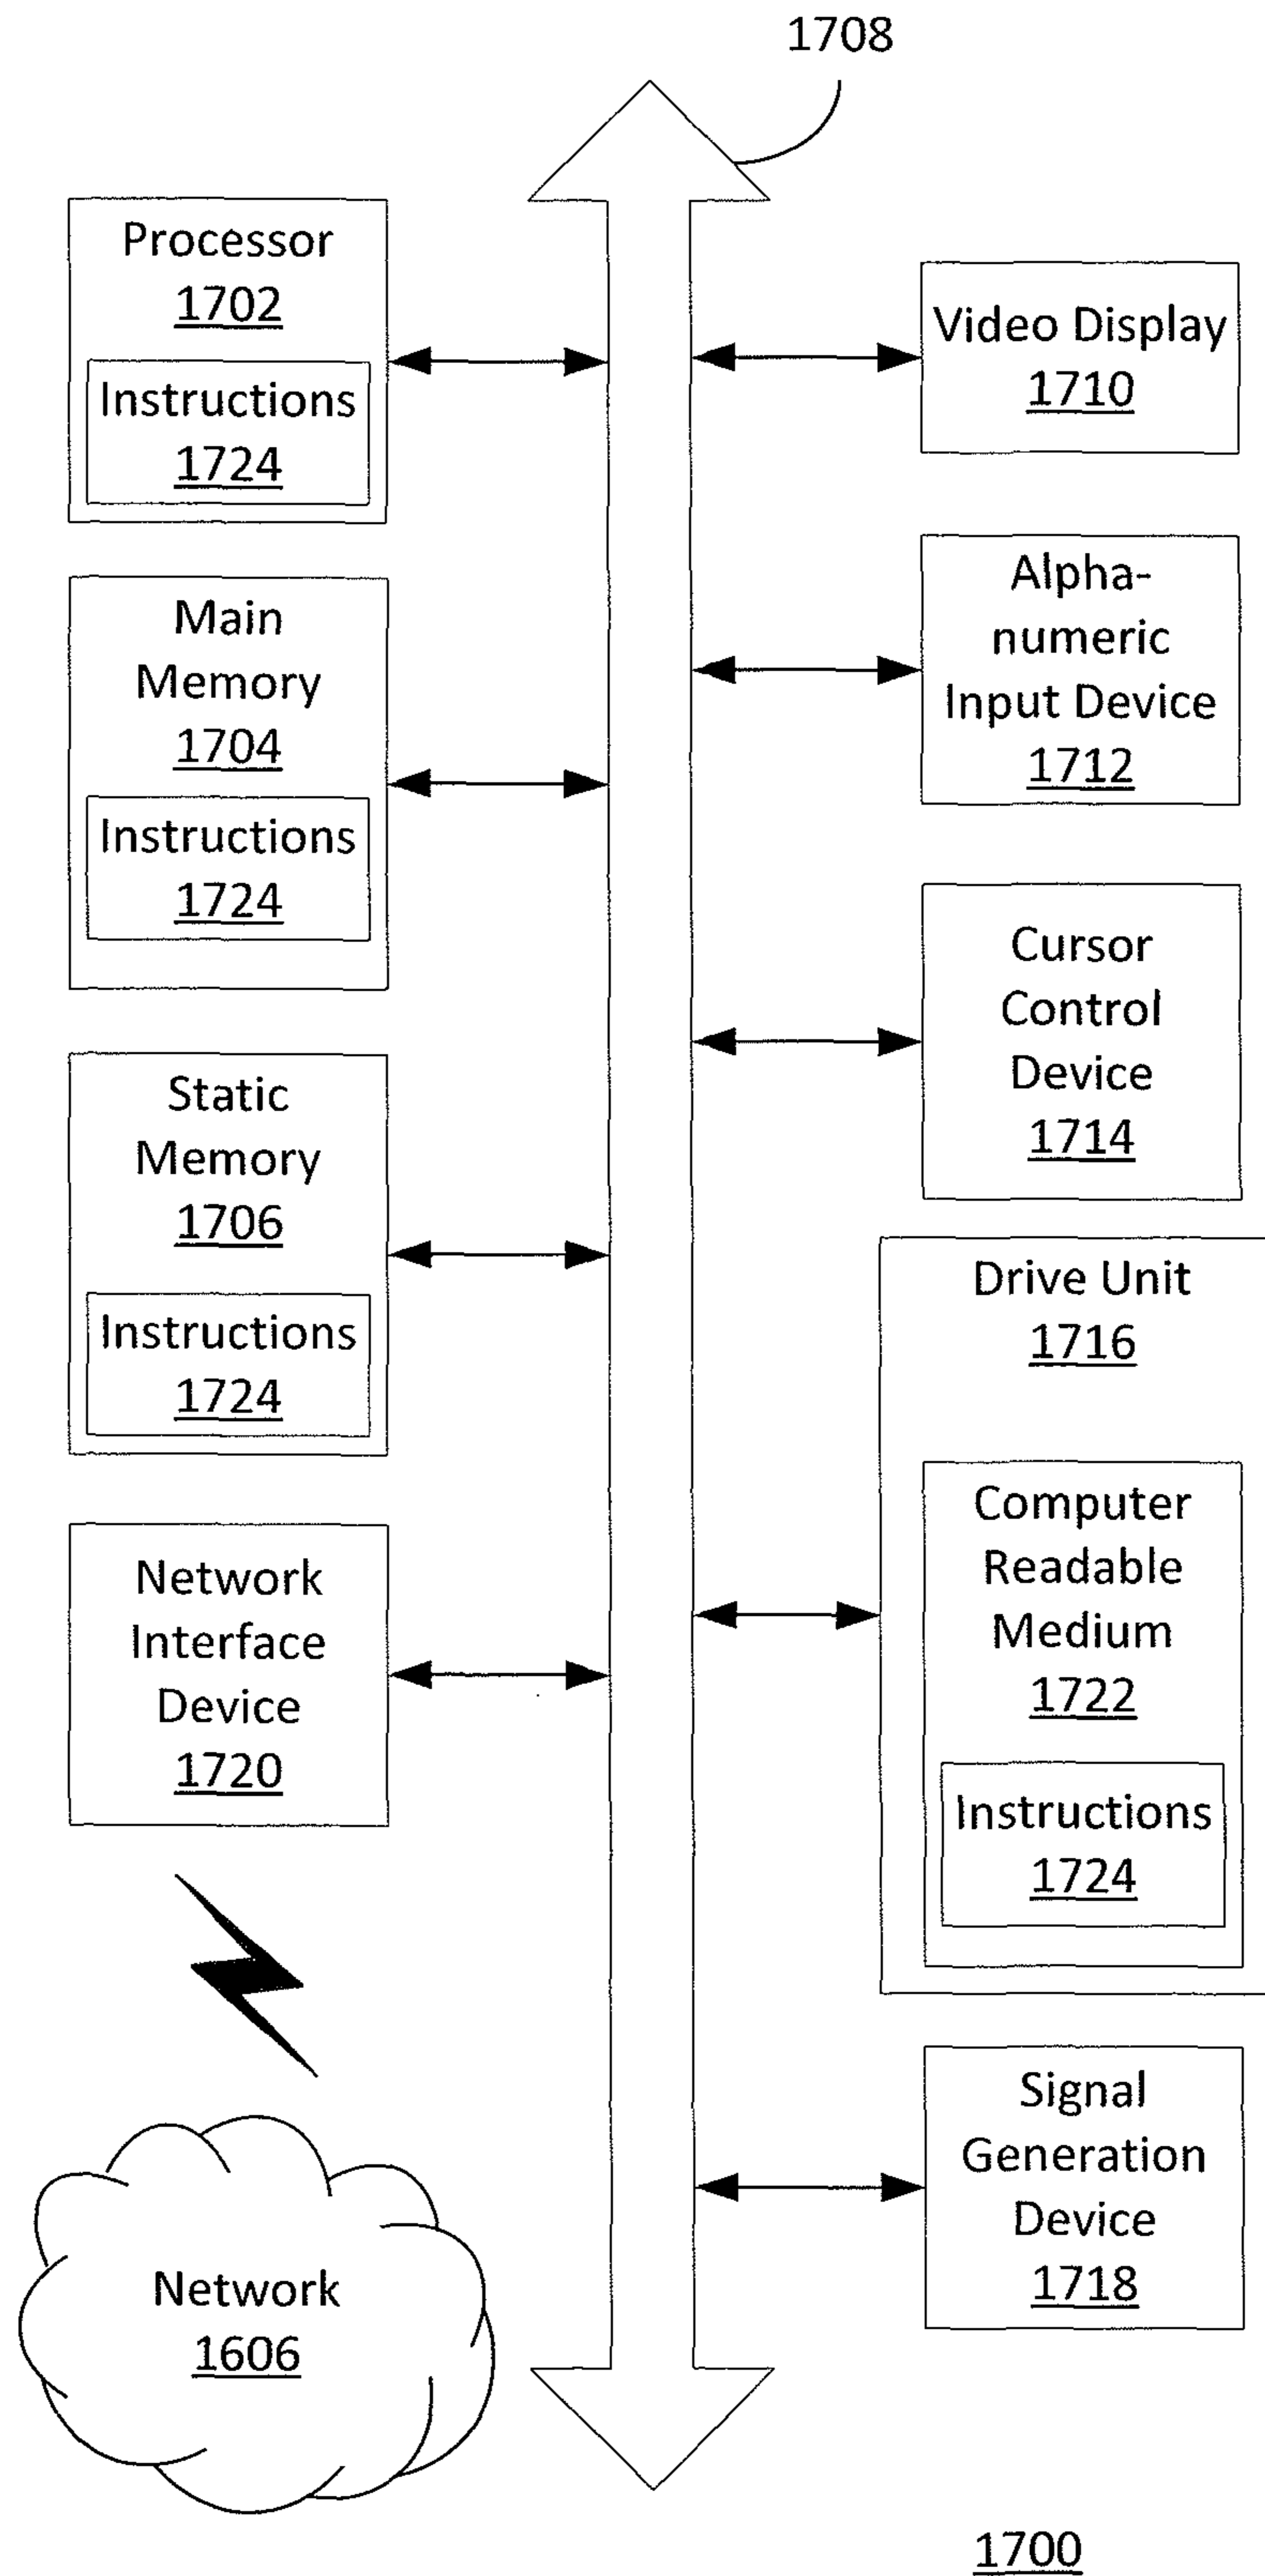 1708
Processor
1702
Instructions
1724
Main
Memory
1704
Instructions
1724
Static
Memory
1706
Instructions
1724
Network
Interface
Device
1720
Network
1606
Video Display
1710
Alpha-
numeric
Input Device
1712
Cursor
Control
Device
1714
Drive Unit
1716
Computer
Readable
Medium
1722
Instructions
1724
Signal
Generation
Device
1718
1700